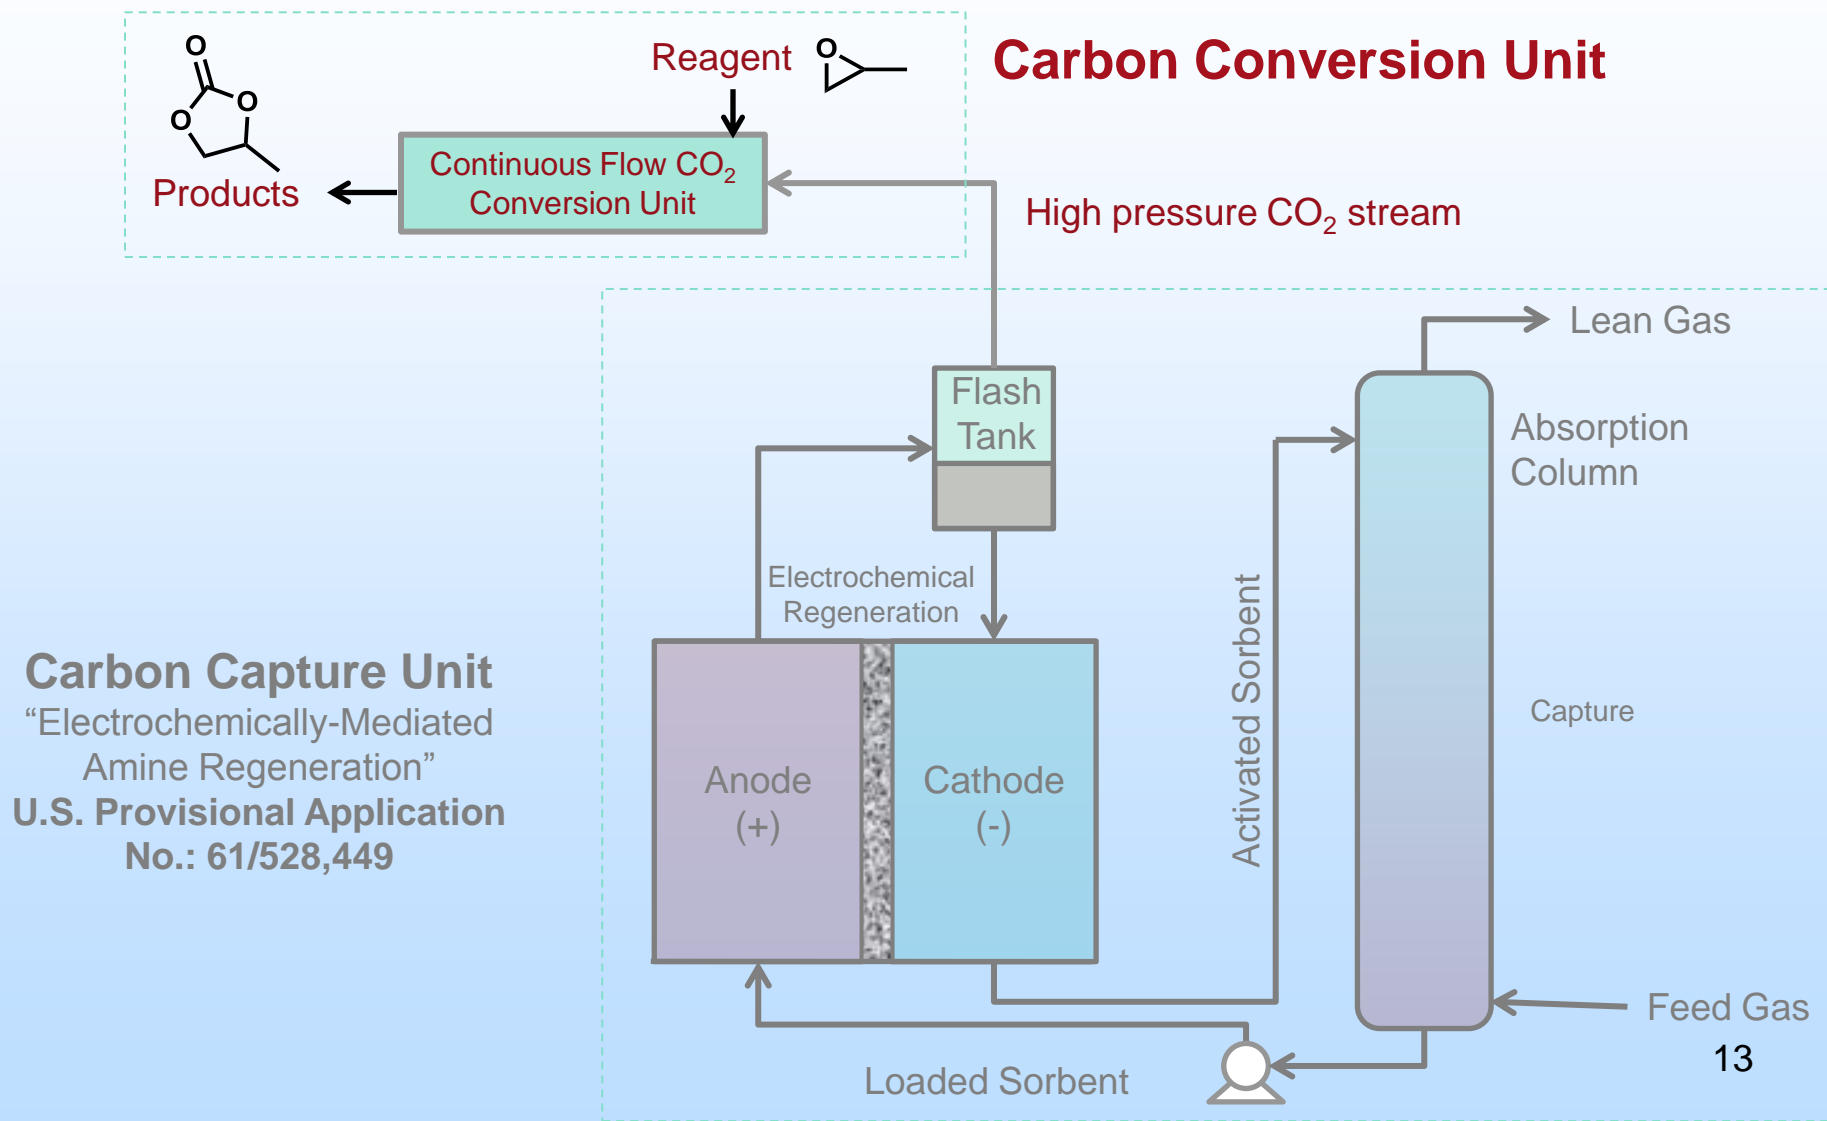 Carbon Conversion Unit
O
O
O
Products
Reagent
O
Continuous Flow CO₂
Conversion Unit
High pressure CO₂ stream
Lean Gas
Flash
Tank
Absorption
Column
Electrochemical
Regeneration
Activated Sorbent
Carbon Capture Unit
“Electrochemically-Mediated
Amine Regeneration”
U.S. Provisional Application
No.: 61/528,449
Anode
(+)
Cathode
(-)
Capture
Feed Gas
Loaded Sorbent
13